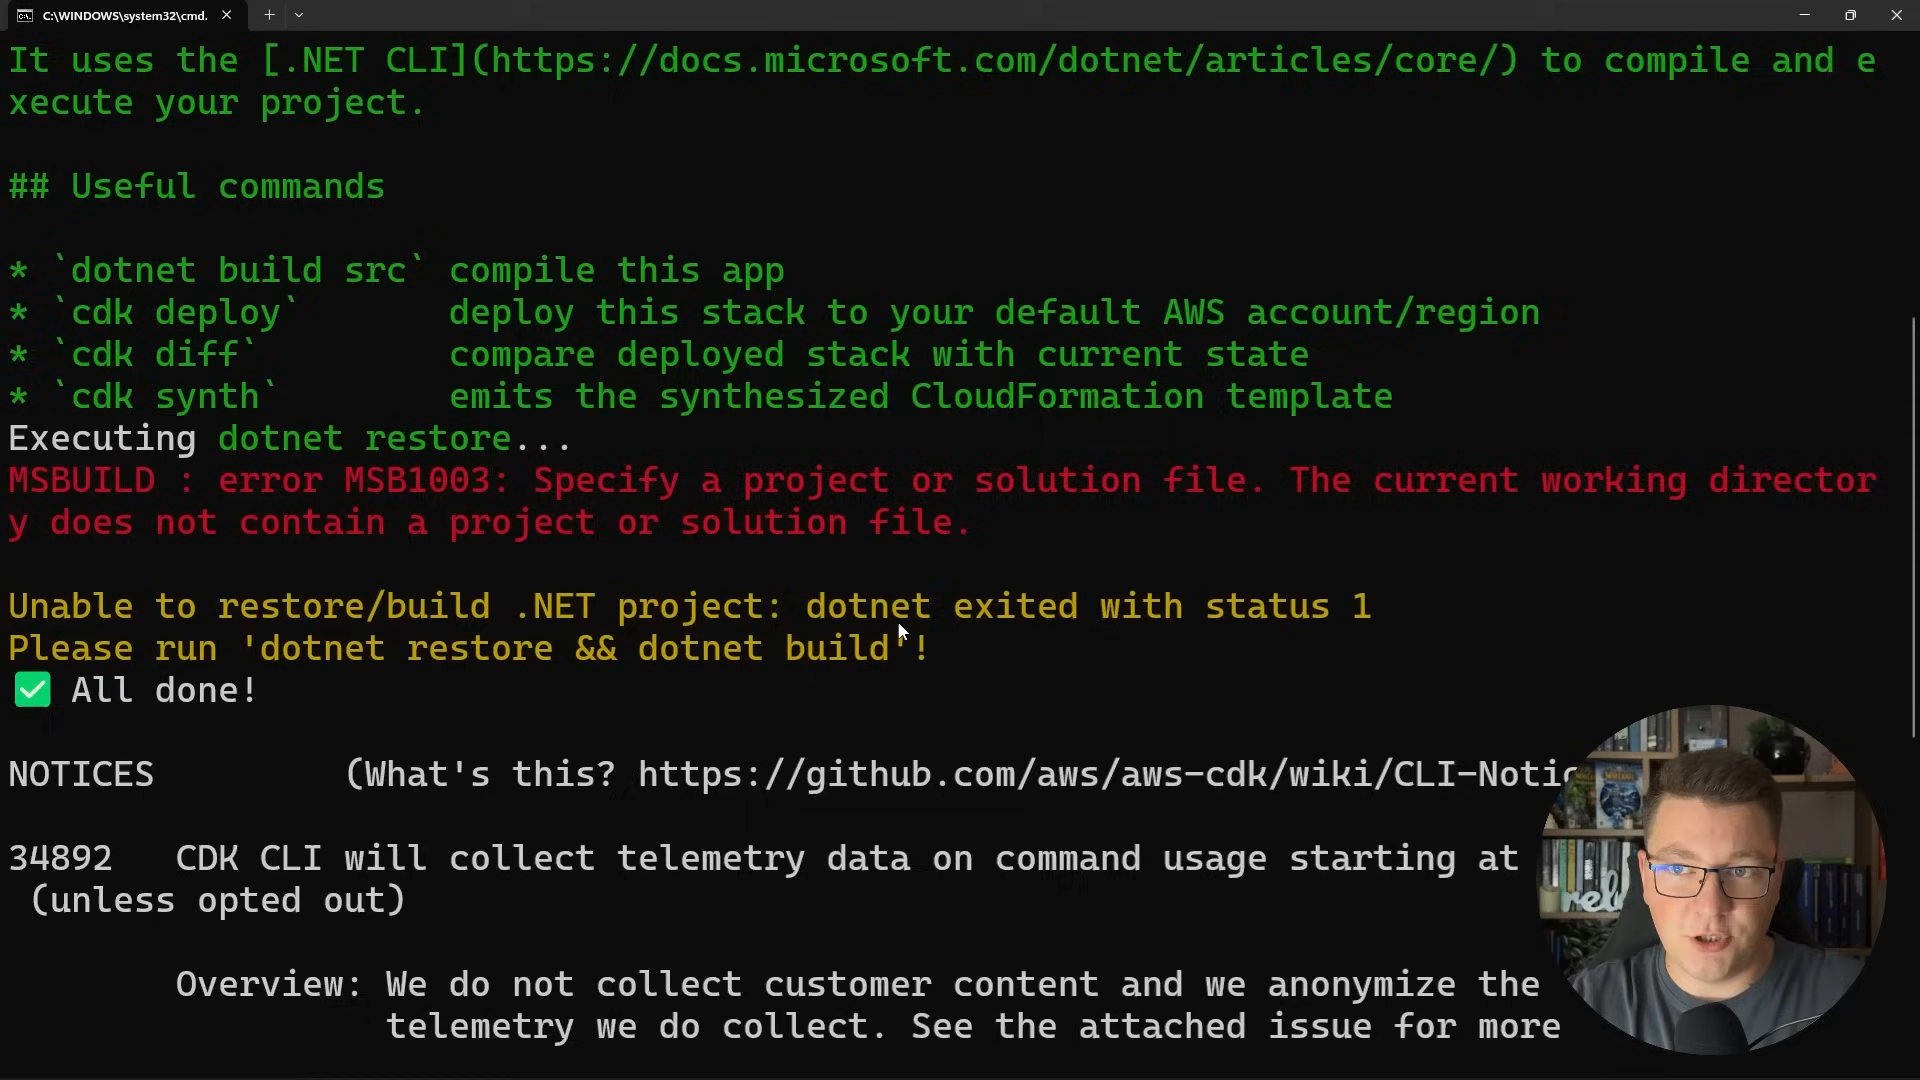 C:\WINDOWS\system32\cmd.
It uses the [.NET CLI](https://docs.microsoft.com/dotnet/articles/core/) to compile and e
xecute your project.
## Useful commands
* `dotnet build src` compile this app
* `cdk deploy`       deploy this stack to your default AWS account/region
* `cdk diff`         compare deployed stack with current state
* `cdk synth`        emits the synthesized CloudFormation template
Executing dotnet restore...
MSBUILD : error MSB1003: Specify a project or solution file. The current working director
y does not contain a project or solution file.
Unable to restore/build .NET project: dotnet exited with status 1
Please run 'dotnet restore && dotnet build'!
✅ All done!
NOTICES         (What's this? https://github.com/aws/aws-cdk/wiki/CLI-Notic
34892   CDK CLI will collect telemetry data on command usage starting at
(unless opted out)
Overview: We do not collect customer content and we anonymize the
telemetry we do collect. See the attached issue for more